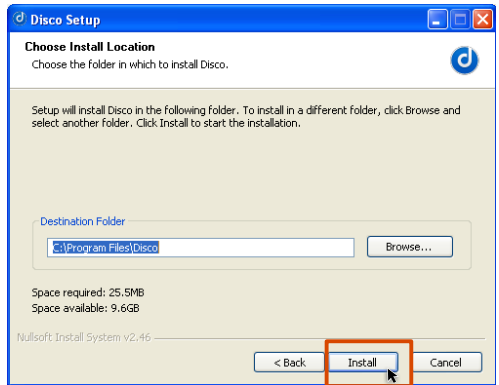 Disco Setup
Choose Install Location
Choose the folder in which to install Disco.
Setup will install Disco in the following folder. To install in a different folder, click Browse and
select another folder. Click Install to start the installation.
Destination Folder
C:\Program Files\Disco
Browse...
Space required: 25.5MB
Space available: 9.6GB
Nullsoft Install System v2.46
< Back Install Cancel